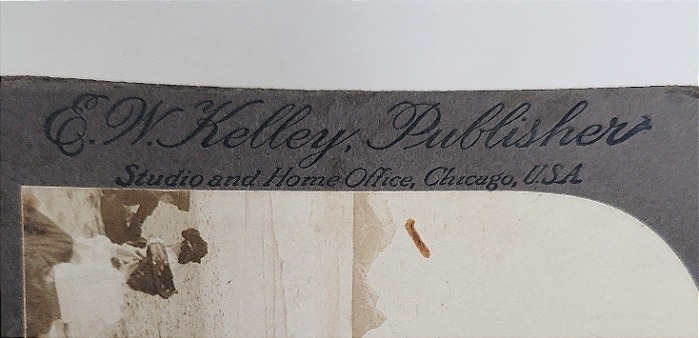 E. W. Kelley, Publisher
Studio and Home Office, Chicago, U.S.A